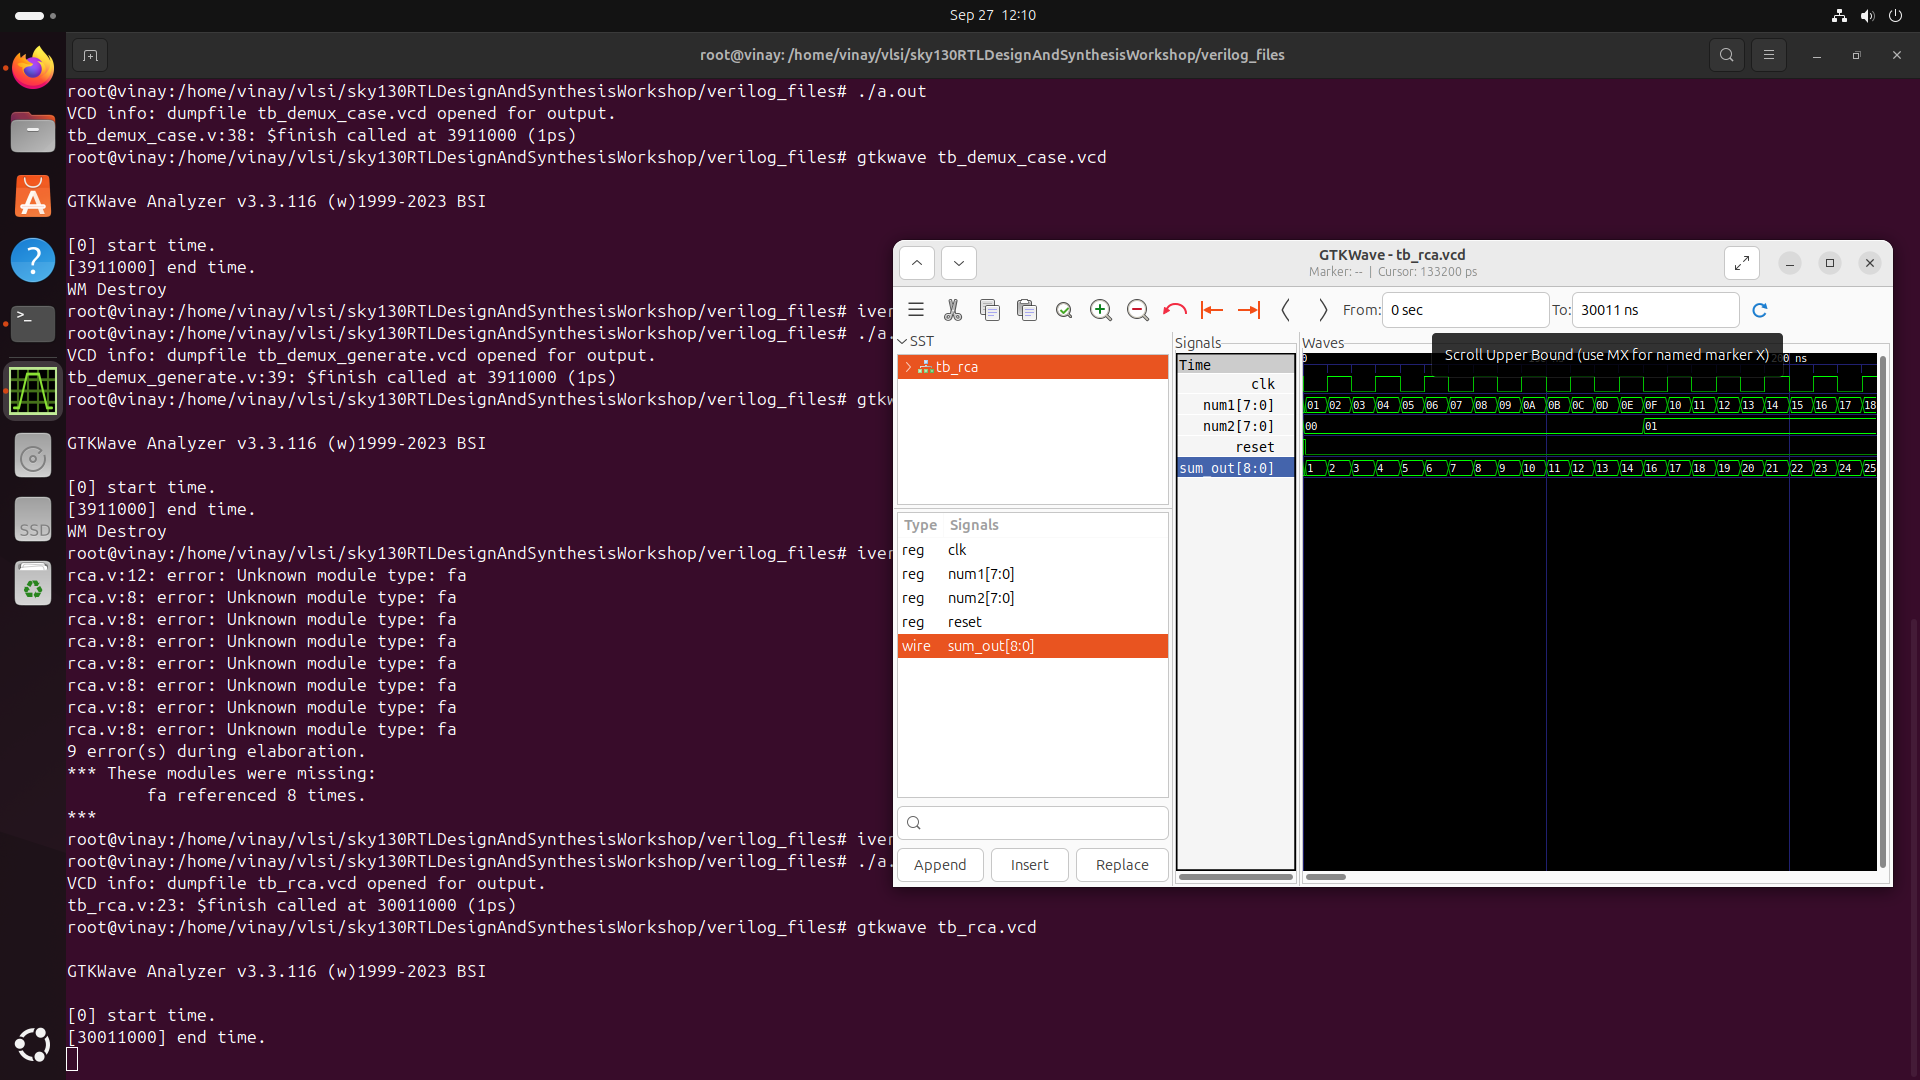 Sep 27 12:10
root@vinay: /home/vinay/vlsi/sky130RTLDesignAndSynthesisWorkshop/verilog_files
root@vinay:/home/vinay/vlsi/sky130RTLDesignAndSynthesisWorkshop/verilog_files# ./a.out
VCD info: dumpfile tb_demux_case.vcd opened for output.
tb_demux_case.v:38: $finish called at 3911000 (1ps)
root@vinay:/home/vinay/vlsi/sky130RTLDesignAndSynthesisWorkshop/verilog_files# gtkwave tb_demux_case.vcd
GTKWave Analyzer v3.3.116 (w)1999-2023 BSI
[0] start time.
[3911000] end time.
WM Destroy
root@vinay:/home/vinay/vlsi/sky130RTLDesignAndSynthesisWorkshop/verilog_files# iver
root@vinay:/home/vinay/vlsi/sky130RTLDesignAndSynthesisWorkshop/verilog_files# ./a.
VCD info: dumpfile tb_demux_generate.vcd opened for output.
tb_demux_generate.v:39: $finish called at 3911000 (1ps)
root@vinay:/home/vinay/vlsi/sky130RTLDesignAndSynthesisWorkshop/verilog_files# gtkw
GTKWave Analyzer v3.3.116 (w)1999-2023 BSI
[0] start time.
[3911000] end time.
WM Destroy
root@vinay:/home/vinay/vlsi/sky130RTLDesignAndSynthesisWorkshop/verilog_files# iver
rca.v:12: error: Unknown module type: fa
rca.v:8: error: Unknown module type: fa
rca.v:8: error: Unknown module type: fa
rca.v:8: error: Unknown module type: fa
rca.v:8: error: Unknown module type: fa
rca.v:8: error: Unknown module type: fa
rca.v:8: error: Unknown module type: fa
rca.v:8: error: Unknown module type: fa
9 error(s) during elaboration.
*** These modules were missing:
fa referenced 8 times.
***
root@vinay:/home/vinay/vlsi/sky130RTLDesignAndSynthesisWorkshop/verilog_files# iver
root@vinay:/home/vinay/vlsi/sky130RTLDesignAndSynthesisWorkshop/verilog_files# ./a.
VCD info: dumpfile tb_rca.vcd opened for output.
tb_rca.v:23: $finish called at 30011000 (1ps)
root@vinay:/home/vinay/vlsi/sky130RTLDesignAndSynthesisWorkshop/verilog_files# gtkwave tb_rca.vcd
GTKWave Analyzer v3.3.116 (w)1999-2023 BSI
[0] start time.
[30011000] end time.
SSD
GTKWave - tb_rca.vcd
Marker: -- | Cursor: 133200 ps
From: 0 sec To: 30011 ns
SST
tb_rca
Type Signals
reg clk
reg num1[7:0]
reg num2[7:0]
reg reset
wire sum_out[8:0]
Append Insert Replace
Signals
Time
clk
num1[7:0]
num2[7:0]
reset
sum_out[8:0]
Waves
Scroll Upper Bound (use MX for named marker X)
0 200 ns
01 02 03 04 05 06 07 08 09 0A 0B 0C 0D 0E 0F 10 11 12 13 14 15 16 17 18
00 01
1 2 3 4 5 6 7 8 9 10 11 12 13 14 16 17 18 19 20 21 22 23 24 25